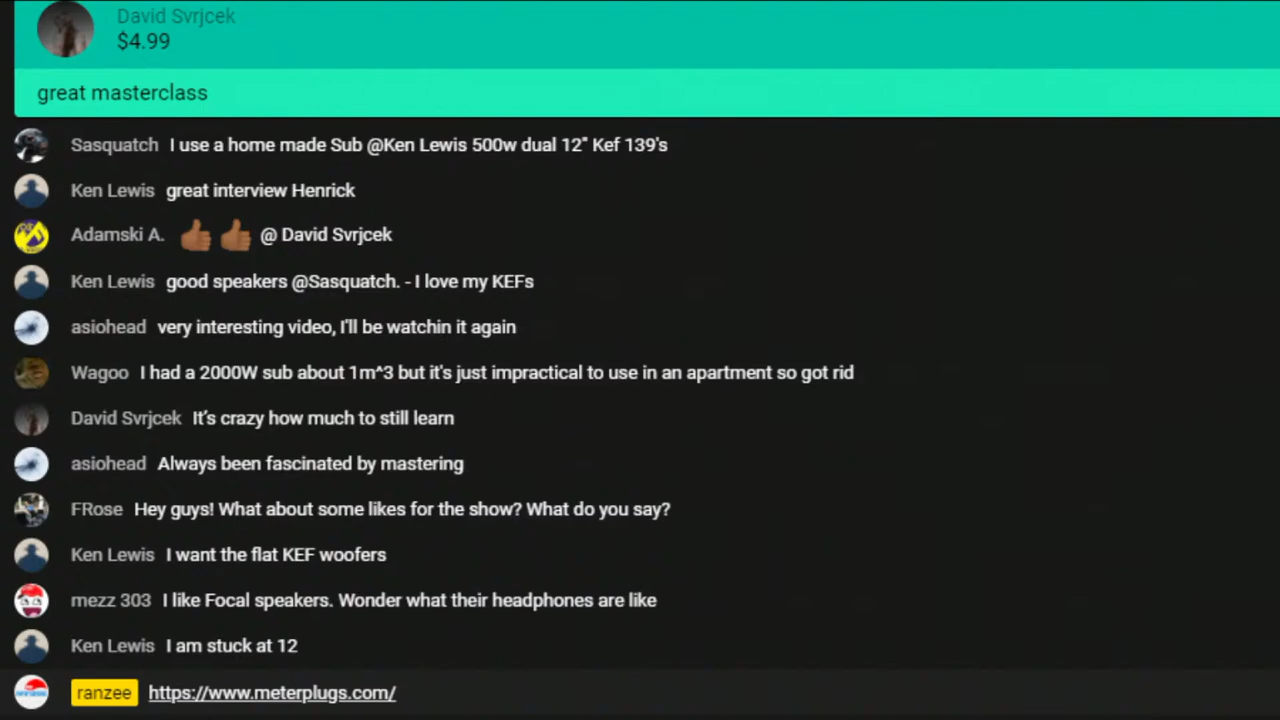 David Svrjcek
$4.99
great masterclass
Sasquatch I use a home made Sub @Ken Lewis 500w dual 12" Kef 139's
Ken Lewis great interview Henrick
Adamski A. @ David Svrjcek
Ken Lewis good speakers @Sasquatch. - I love my KEFs
asiohead very interesting video, I'll be watchin it again
Wagoo I had a 2000W sub about 1m^3 but it's just impractical to use in an apartment so got rid
David Svrjcek It's crazy how much to still learn
asiohead Always been fascinated by mastering
FRose Hey guys! What about some likes for the show? What do you say?
Ken Lewis I want the flat KEF woofers
mezz 303 I like Focal speakers. Wonder what their headphones are like
Ken Lewis I am stuck at 12
ranzee https://www.meterplugs.com/